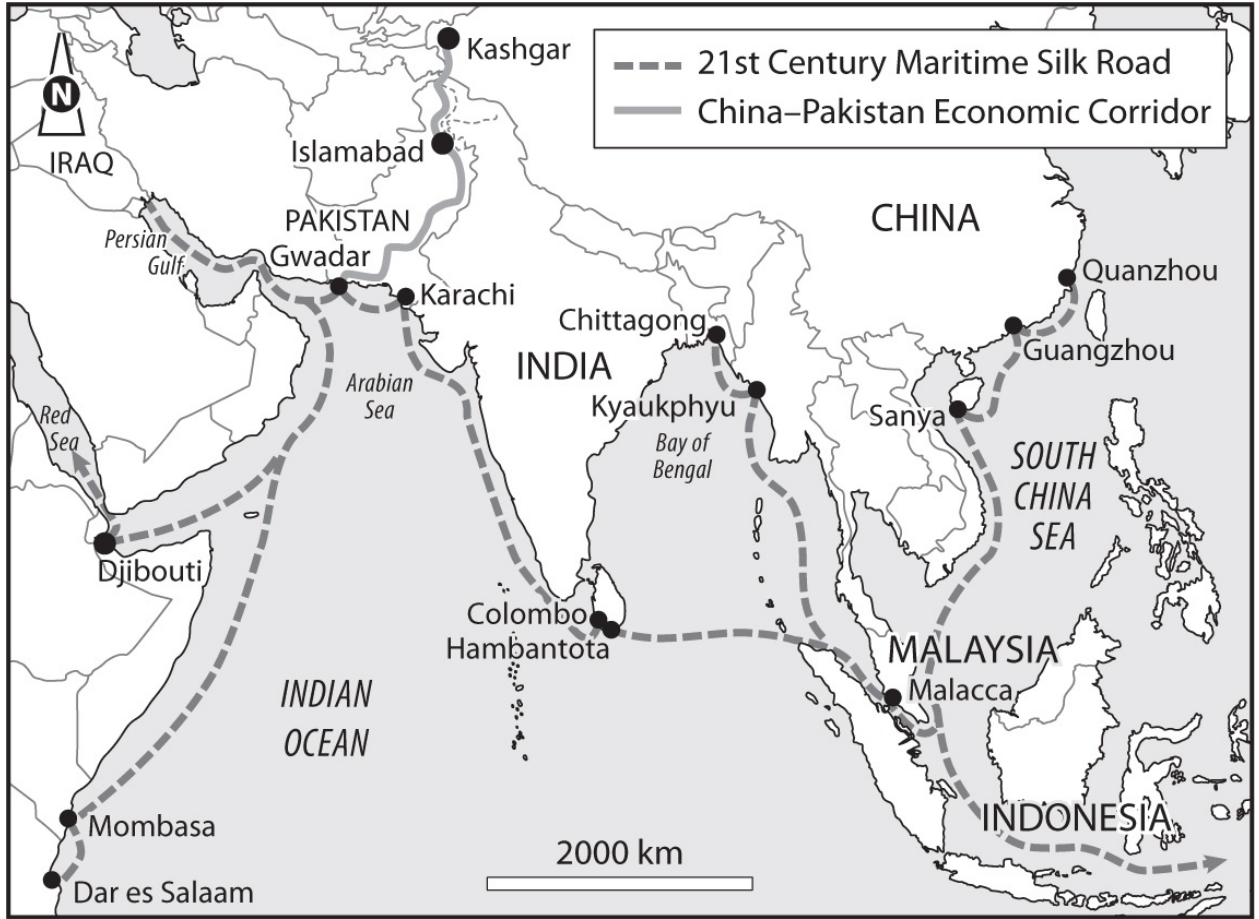 Kashgar
21st Century Maritime Silk Road
China–Pakistan Economic Corridor
N
IRAQ
Islamabad
PAKISTAN
CHINA
Persian
Gulf
Gwadar
Karachi
Quanzhou
Chittagong
Guangzhou
INDIA
Arabian
Sea
Kyaukphyu
Sanya
Red
Sea
Bay of
Bengal
SOUTH
CHINA
SEA
Djibouti
Colombo
Hambantota
MALAYSIA
Malacca
INDIAN
OCEAN
Mombasa
INDONESIA
2000 km
Dar es Salaam